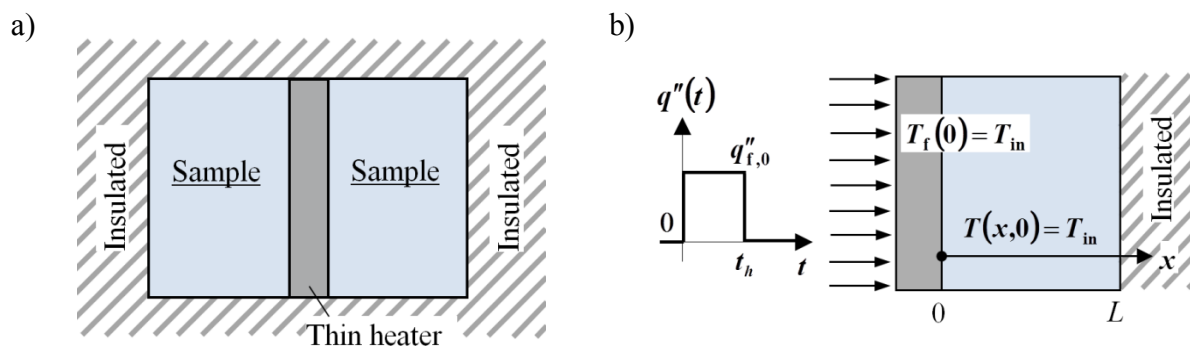 a)
Insulated
Sample
Sample
Insulated
Thin heater
b)
q″(t)
q″f,0
0
th
t
Tf(0) = Tin
T(x,0) = Tin
x
0
L
Insulated